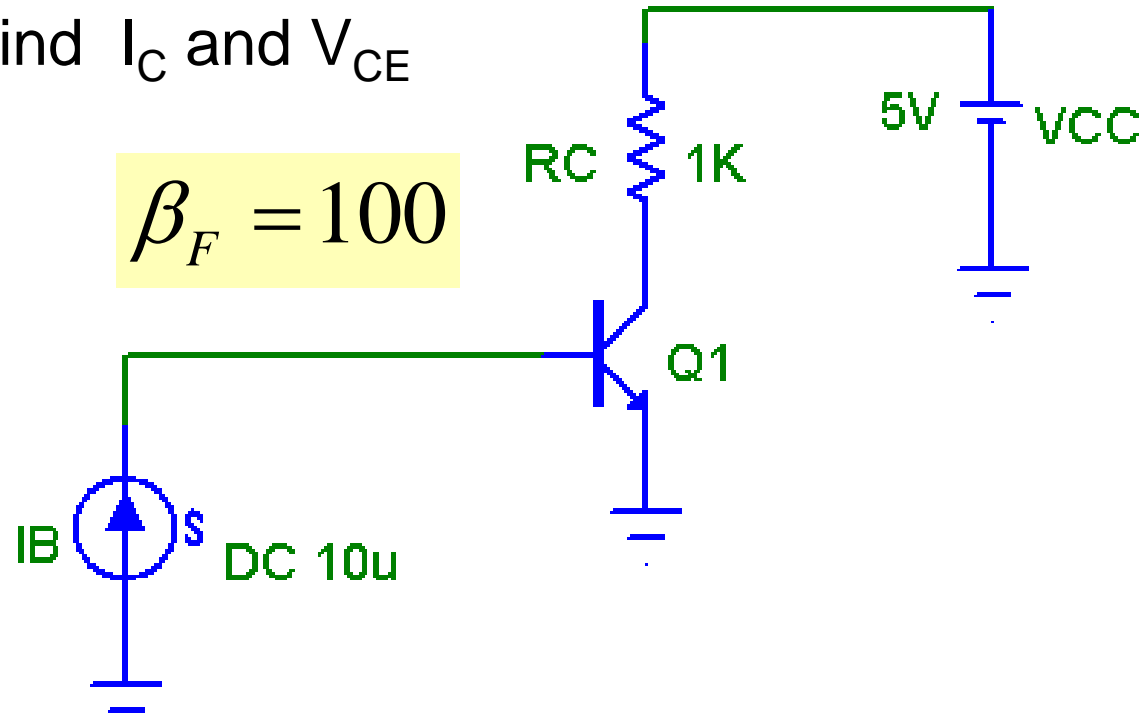 ind I_C and V_CE
5V
VCC
RC
1K
β_F = 100
Q1
IB
S
DC 10u